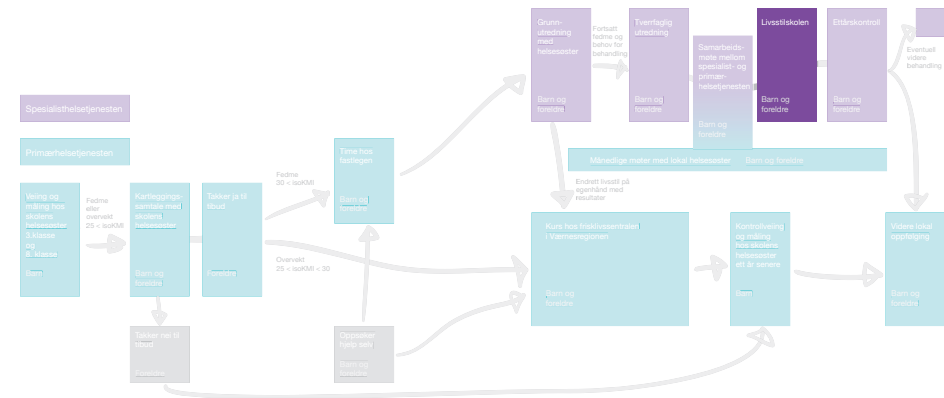 Spesialisthelsetjenesten
Primærhelsetjenesten
Veiing og
måling hos
skolens
helsesøster
3.klasse
og
8. klasse
Barn
Fedme
eller
overvekt
25 < isoKMI
Kartleggings-
samtale med
skolens
helsesøster
Barn og
foreldre
Takker ja til
tilbud
Foreldre
Takker nei til
tilbud
Foreldre
Fedme
30 < isoKMI
Overvekt
25 < isoKMI < 30
Time hos
fastlegen
Barn og
foreldre
Oppsøker
hjelp selv
Barn og
foreldre
Grunn-
utredning
med
helsesøster
Barn og
foreldre
Fortsatt
fedme og
behov for
behandling
Tverrfaglig
utredning
Barn og
foreldre
Samarbeids-
møte mellom
spesialist- og
primær-
helsetjenesten
Barn og
foreldre
Livsstilskolen
Barn og
foreldre
Ettårskontroll
Barn og
foreldre
Eventuell
videre
behandling
Månedlige møter med lokal helsesøster Barn og foreldre
Endret livsstil på
egenhånd med
resultater
Kurs hos frisklivssentralen
i Værnesregionen
Barn og
foreldre
Kontrollveiing
og måling
hos skolens
helsesøster
ett år senere
Barn
Videre lokal
oppfølging
Barn og
foreldre